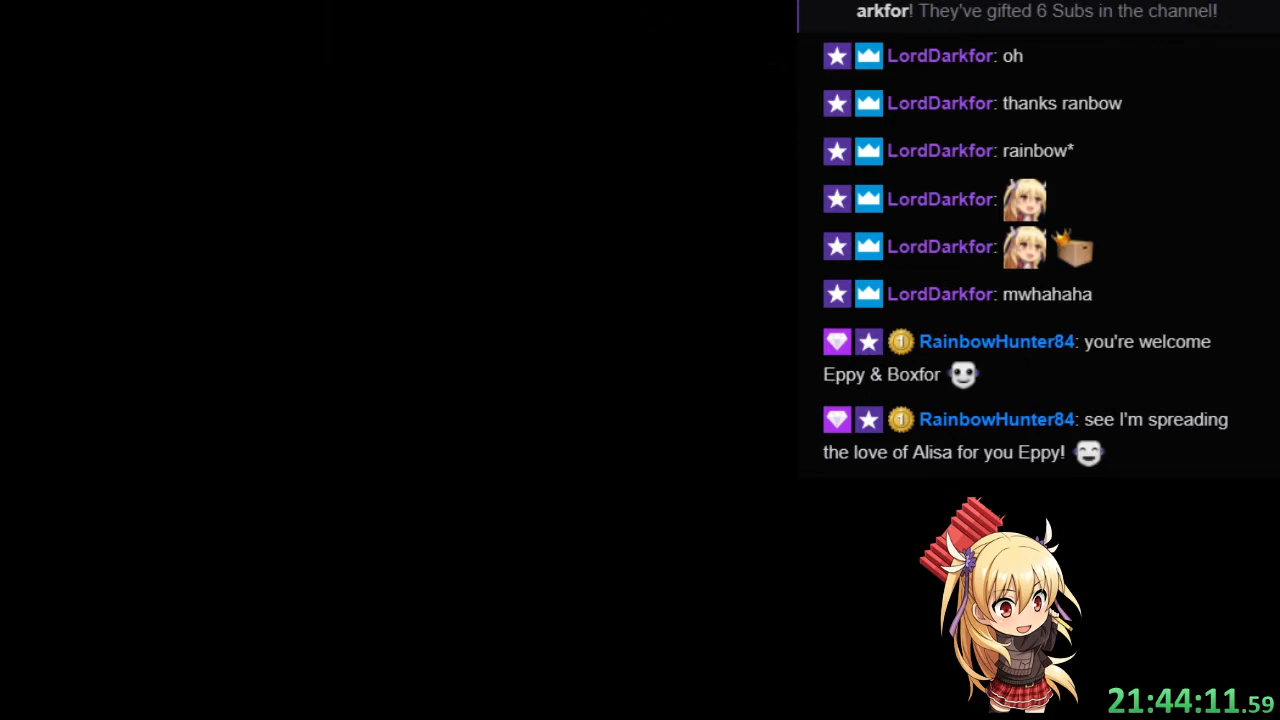 arkfor! They've gifted 6 Subs in the channel!
LordDarkfor: oh
LordDarkfor: thanks ranbow
LordDarkfor: rainbow*
LordDarkfor:
LordDarkfor:
LordDarkfor: mwhahaha
1 RainbowHunter84: you're welcome
Eppy & Boxfor
1 RainbowHunter84: see I'm spreading
the love of Alisa for you Eppy!
21:44:11.59